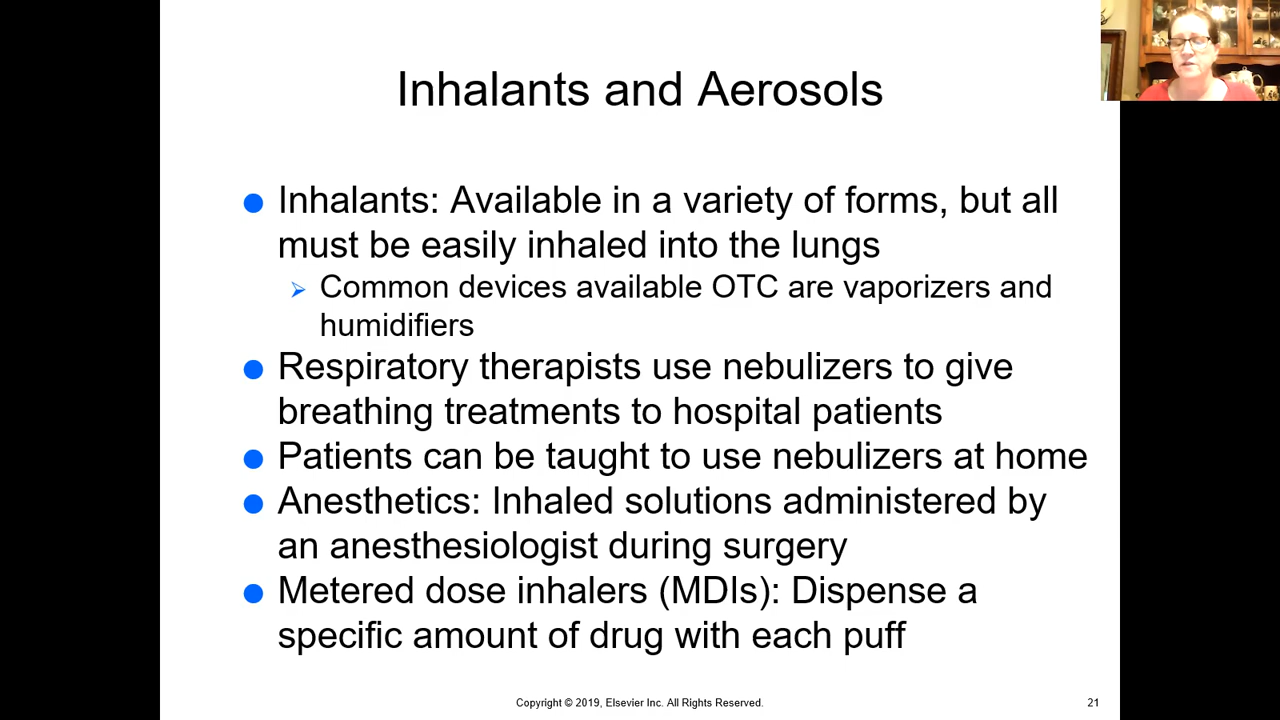 Inhalants and Aerosols
Inhalants: Available in a variety of forms, but all
must be easily inhaled into the lungs
Common devices available OTC are vaporizers and
humidifiers
Respiratory therapists use nebulizers to give
breathing treatments to hospital patients
Patients can be taught to use nebulizers at home
Anesthetics: Inhaled solutions administered by
an anesthesiologist during surgery
Metered dose inhalers (MDIs): Dispense a
specific amount of drug with each puff
Copyright © 2019, Elsevier Inc. All Rights Reserved.
21